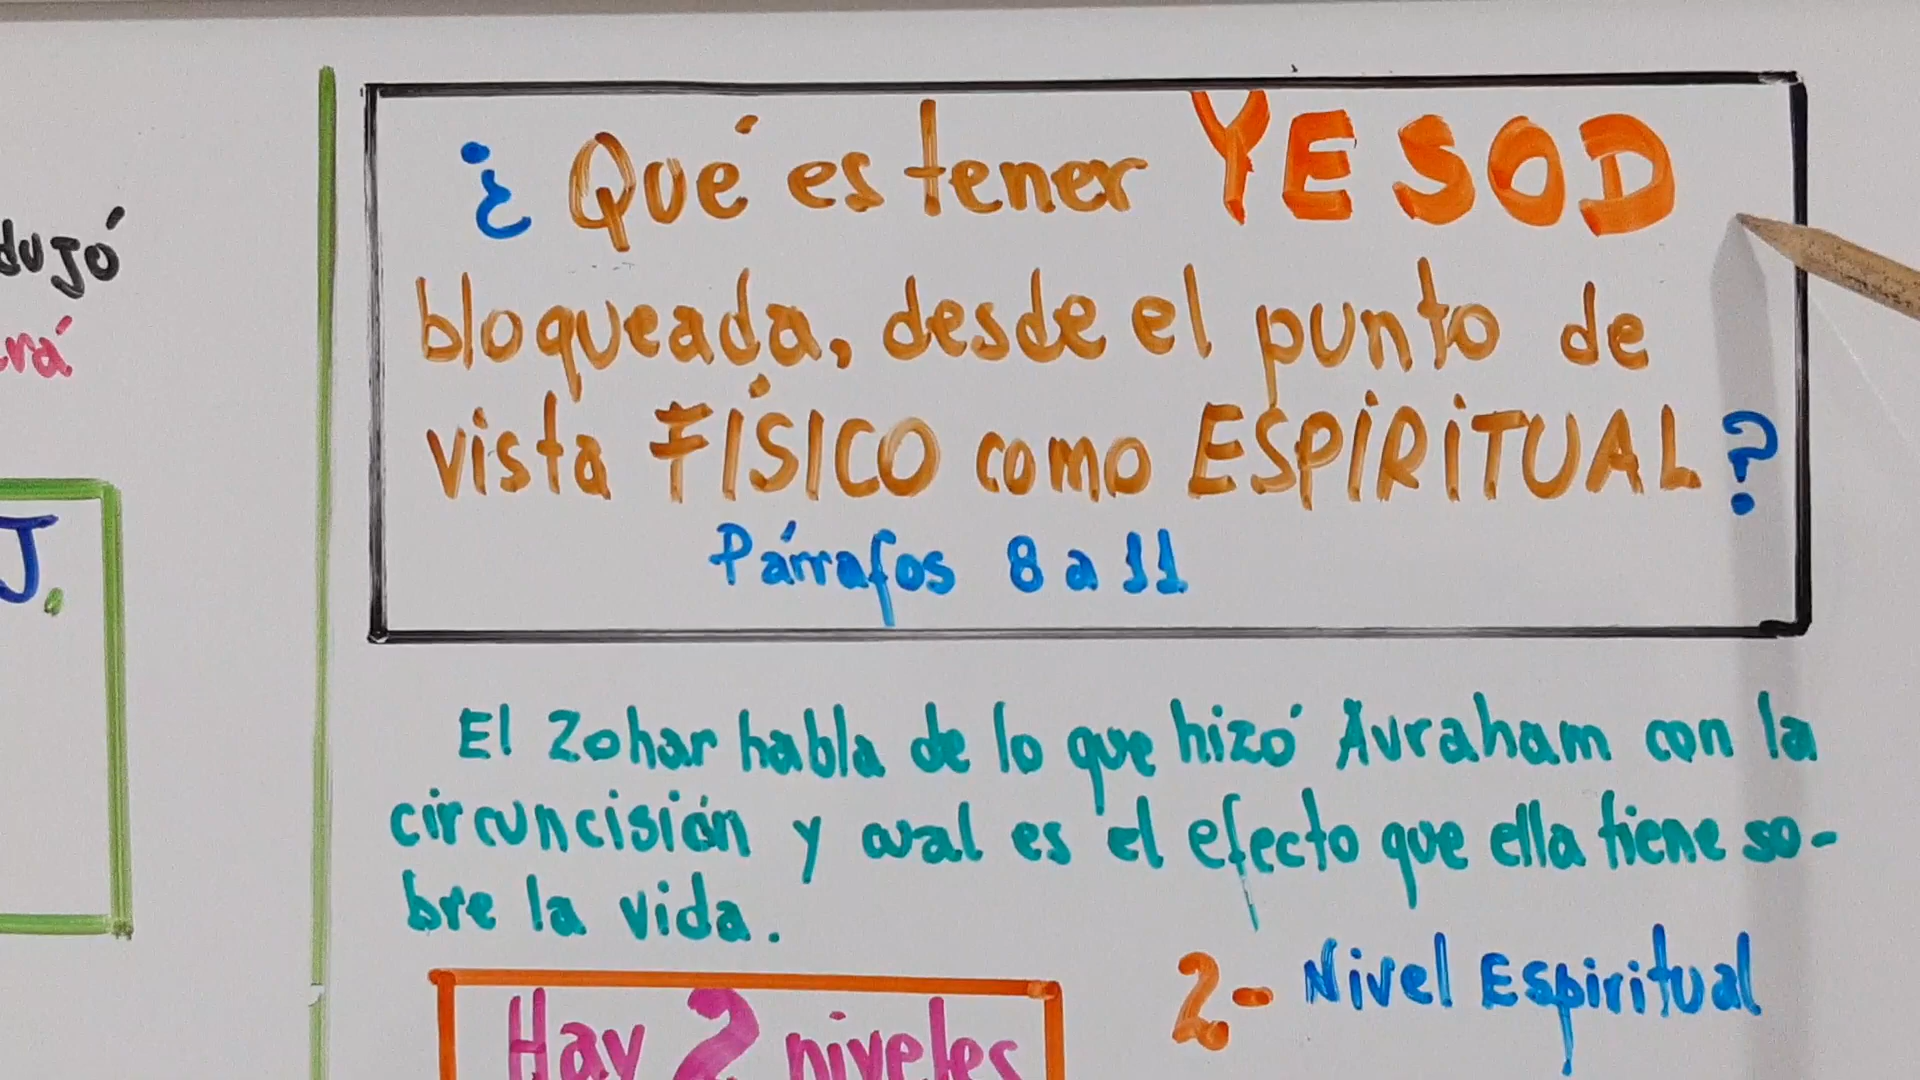 dujó
rá
J.
¿Qué es tener YESOD
bloqueada, desde el punto de
vista FÍSICO como ESPIRITUAL?
Párrafos 8 a 11
El Zohar habla de lo que hizó Avraham con la
circuncisión y cual es el efecto que ella tiene so-
bre la vida.
2- Nivel Espiritual
Hay 2 niveles